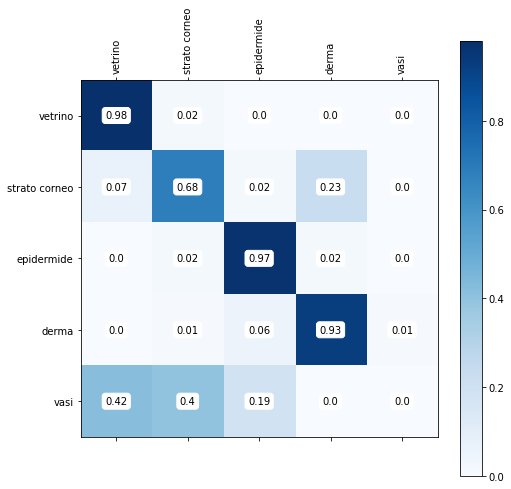 vetrino strato corneo epidermide derma vasi
vetrino 0.98 0.02 0.0 0.0 0.0
strato corneo 0.07 0.68 0.02 0.23 0.0
epidermide 0.0 0.02 0.97 0.02 0.0
derma 0.0 0.01 0.06 0.93 0.01
vasi 0.42 0.4 0.19 0.0 0.0
0.8
0.6
0.4
0.2
0.0